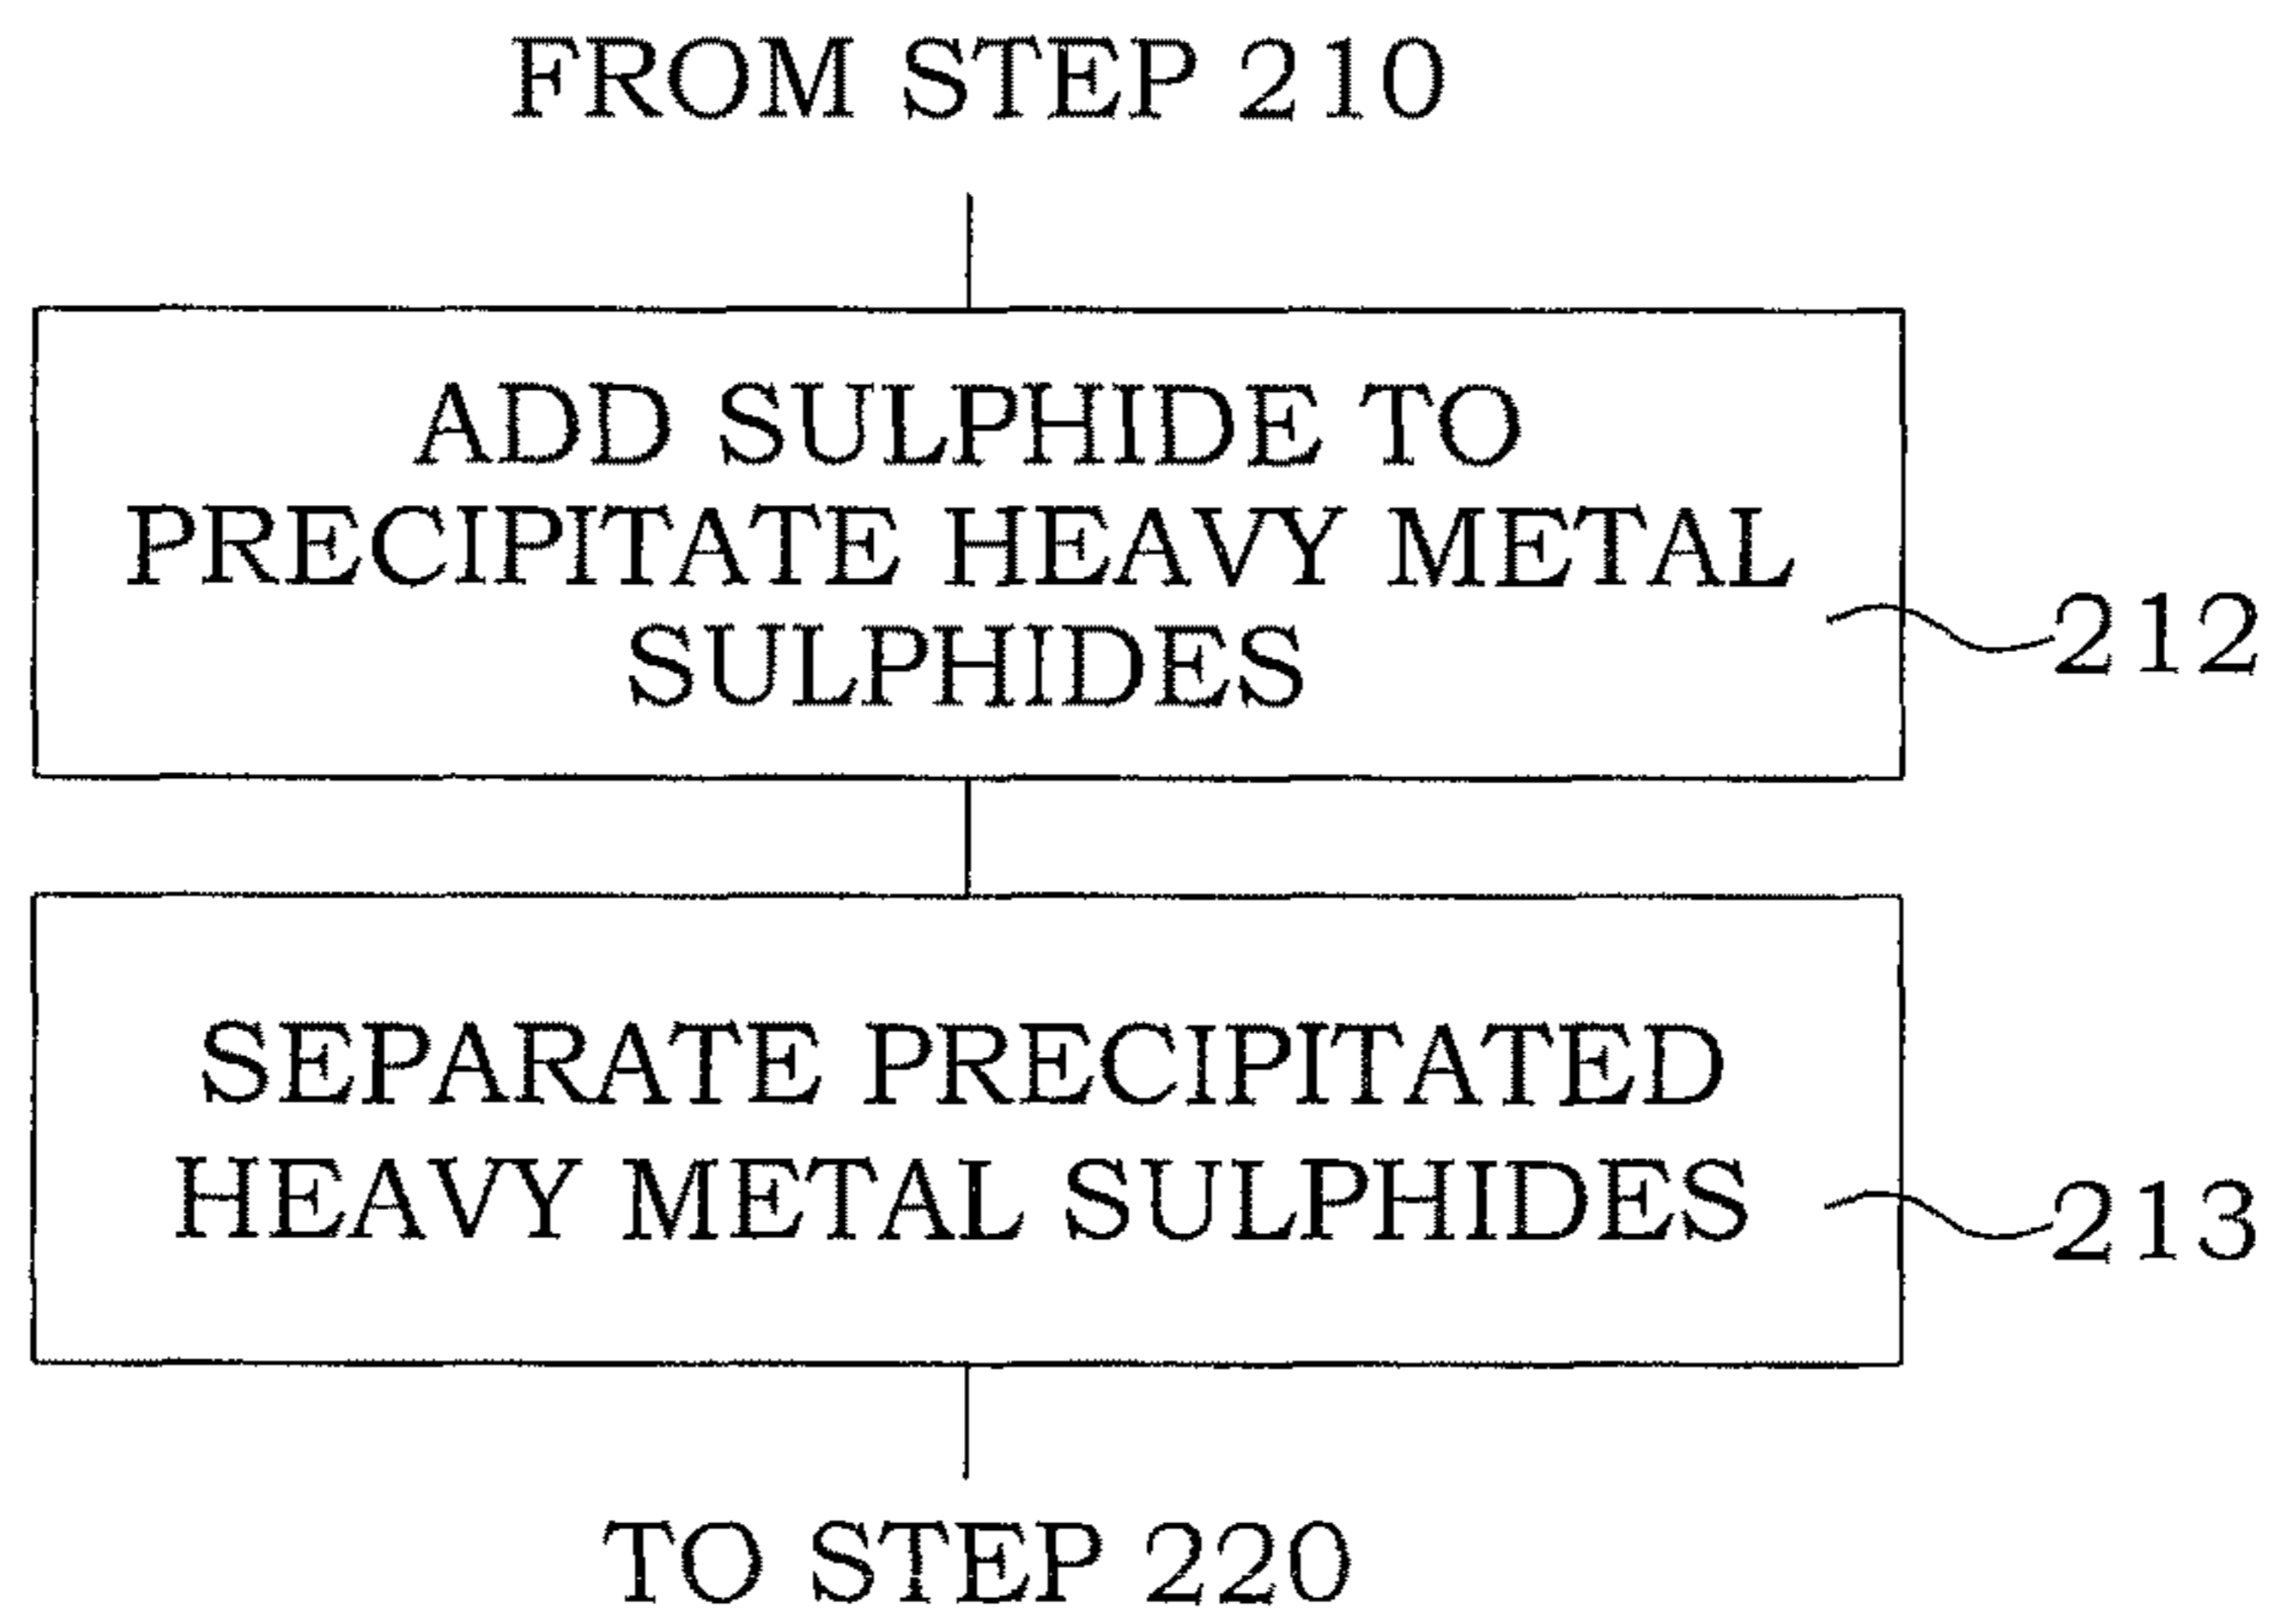 FROM STEP 210
ADD SULPHIDE TO
PRECIPITATE HEAVY METAL
SULPHIDES
212
SEPARATE PRECIPITATED
HEAVY METAL SULPHIDES
213
TO STEP 220